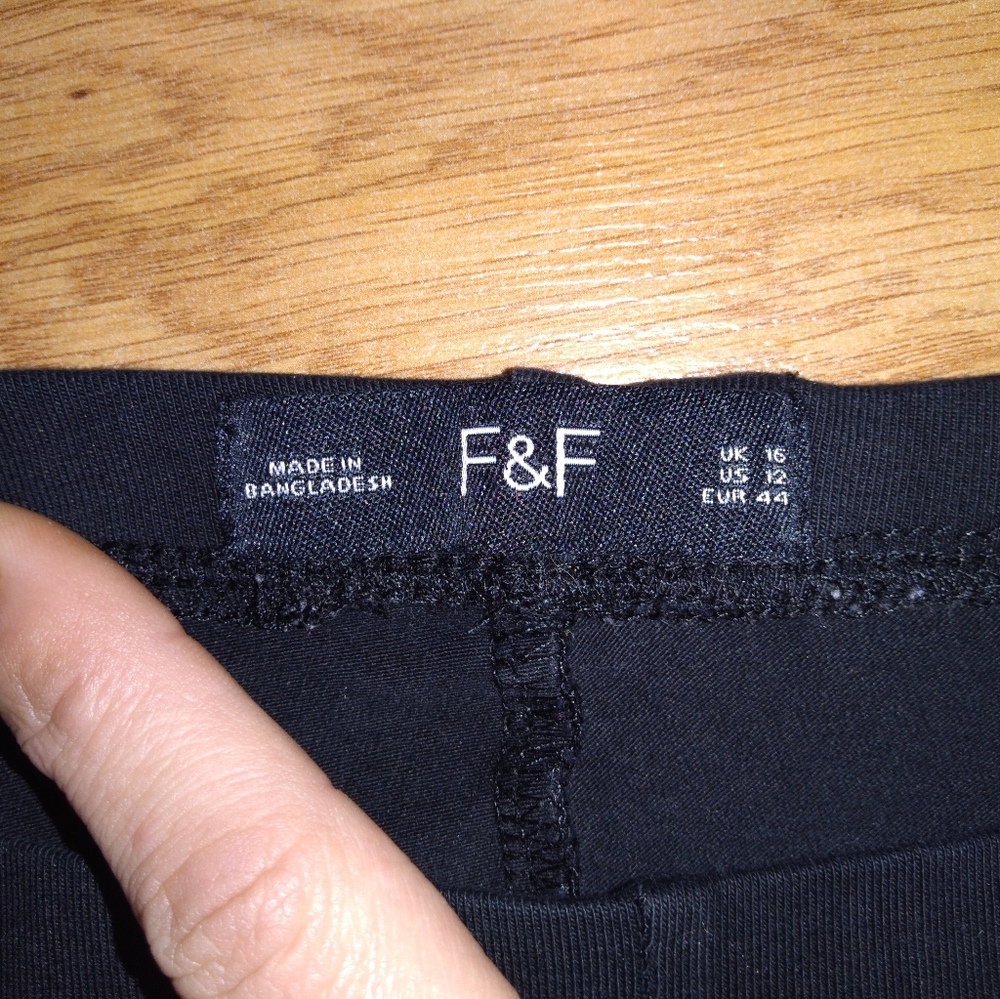 MADE IN
BANGLADESH
F&F
UK 16
US 12
EUR 44